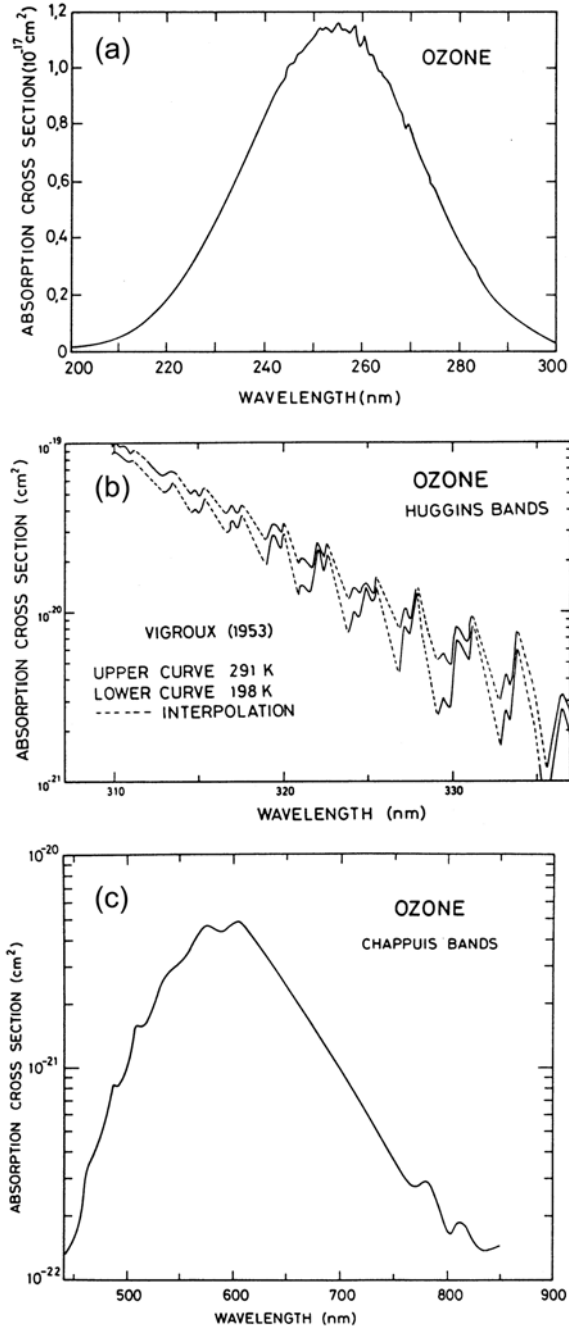 (a)
OZONE
ABSORPTION CROSS SECTION(10⁻¹⁷cm²)
1,2
1,0
0,8
0,6
0,4
0,2
0
200 220 240 260 280 300
WAVELENGTH(nm)
(b)
OZONE
HUGGINS BANDS
ABSORPTION CROSS SECTION (cm²)
10⁻¹⁹
10⁻²⁰
10⁻²¹
VIGROUX (1953)
UPPER CURVE 291 K
LOWER CURVE 198 K
------ INTERPOLATION
310 320 330
WAVELENGTH (nm)
(c)
OZONE
CHAPPUIS BANDS
ABSORPTION CROSS SECTION (cm²)
10⁻²⁰
10⁻²¹
10⁻²²
500 600 700 800 900
WAVELENGTH (nm)